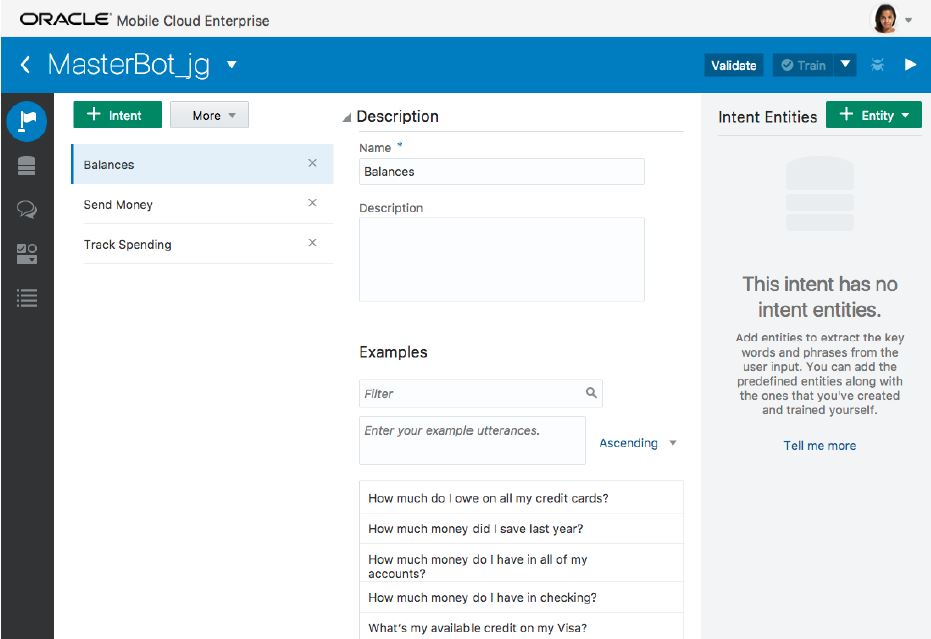 ORACLE® Mobile Cloud Enterprise
MasterBot_jg
Validate
Train
Intent
More
Balances
Send Money
Track Spending
Description
Name *
Balances
Description
Examples
Filter
Enter your example utterances.
Ascending
How much do I owe on all my credit cards?
How much money did I save last year?
How much money do I have in all of my
accounts?
How much money do I have in checking?
What's my available credit on my Visa?
Intent Entities
Entity
This intent has no
intent entities.
Add entities to extract the key
words and phrases from the
user input. You can add the
predefined entities along with
the ones that you've created
and trained yourself.
Tell me more